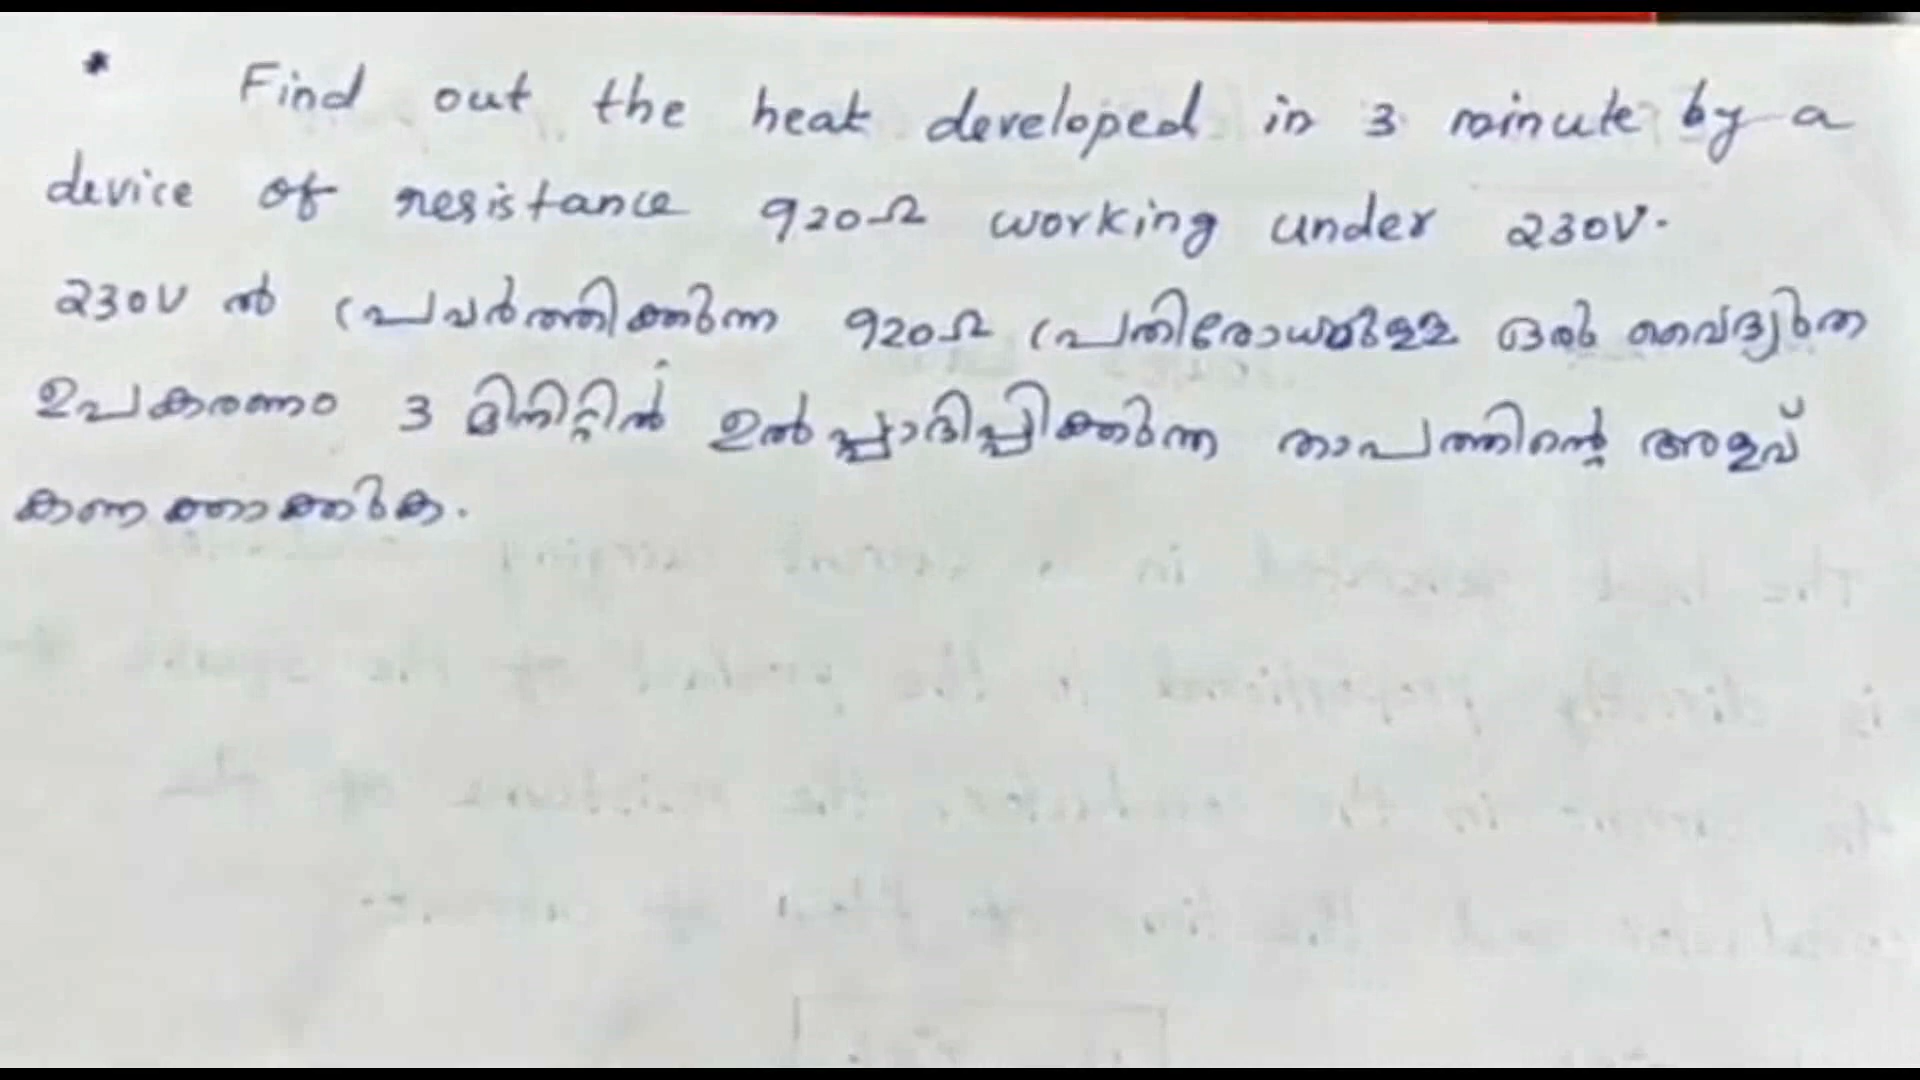 * Find out the heat developed in 3 minute by a
device of resistance 920Ω working under 230V.
230V ൽ പ്രവർത്തിക്കുന്ന 920Ω പ്രതിരോധമുള്ള ഒരു വൈദ്യുത
ഉപകരണം 3 മിനിറ്റിൽ ഉൽപ്പാദിപ്പിക്കുന്ന താപത്തിന്റെ അളവ്
കണക്കാക്കുക.